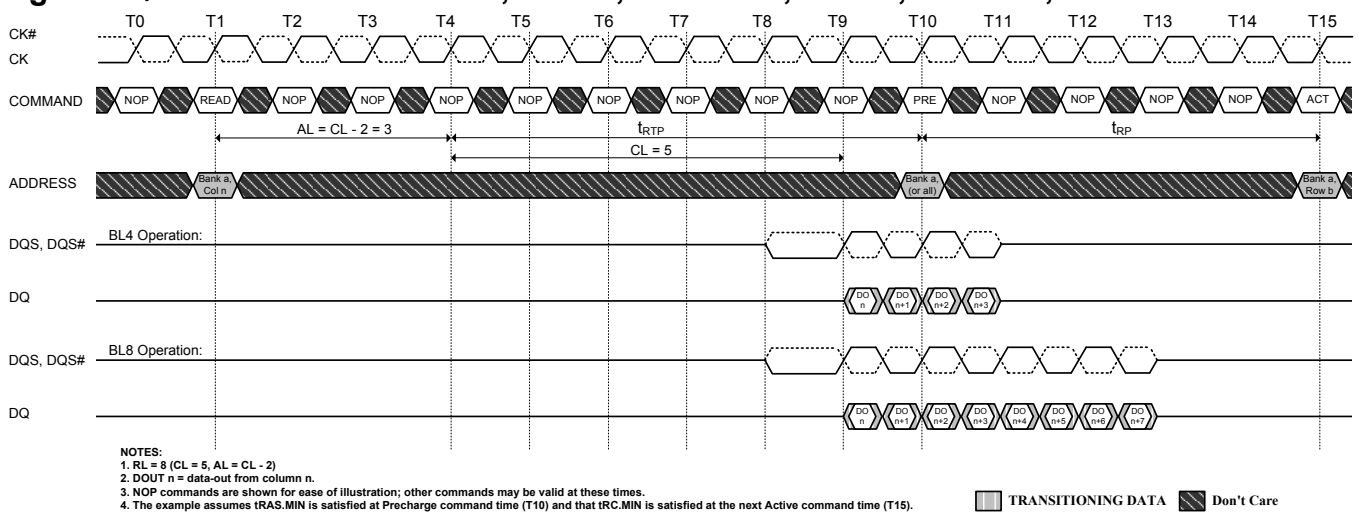 T0 T1 T2 T3 T4 T5 T6 T7 T8 T9 T10 T11 T12 T13 T14 T15
CK#
CK
COMMAND NOP READ NOP NOP NOP NOP NOP NOP NOP NOP PRE NOP NOP NOP NOP ACT
AL = CL - 2 = 3 tRTP tRP
CL = 5
ADDRESS Bank a, Col n Bank a, (or all) Bank a, Row b
BL4 Operation:
DQS, DQS#
DQ DO n DO n+1 DO n+2 DO n+3
BL8 Operation:
DQS, DQS#
DQ DO n DO n+1 DO n+2 DO n+3 DO n+4 DO n+5 DO n+6 DO n+7
NOTES:
1. RL = 8 (CL = 5, AL = CL - 2)
2. DOUT n = data-out from column n.
3. NOP commands are shown for ease of illustration; other commands may be valid at these times.
4. The example assumes tRAS.MIN is satisfied at Precharge command time (T10) and that tRC.MIN is satisfied at the next Active command time (T15).
TRANSITIONING DATA Don't Care